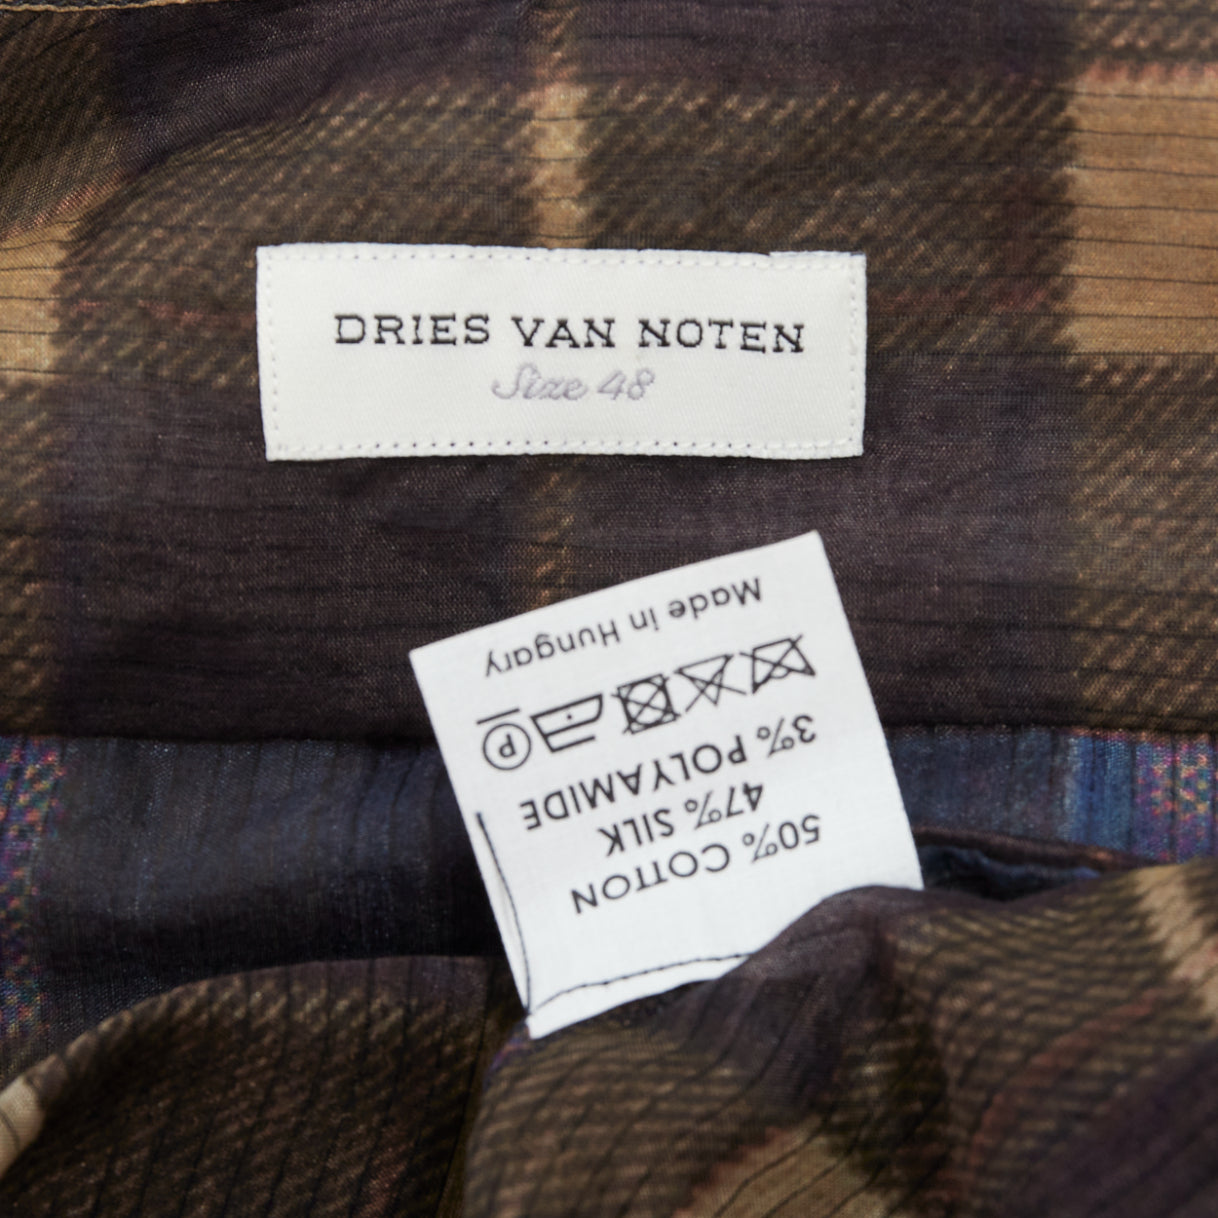 DRIES VAN NOTEN
Size 48
50% COTTON
47% SILK
3% POLYAMIDE
P
Made in Hungary